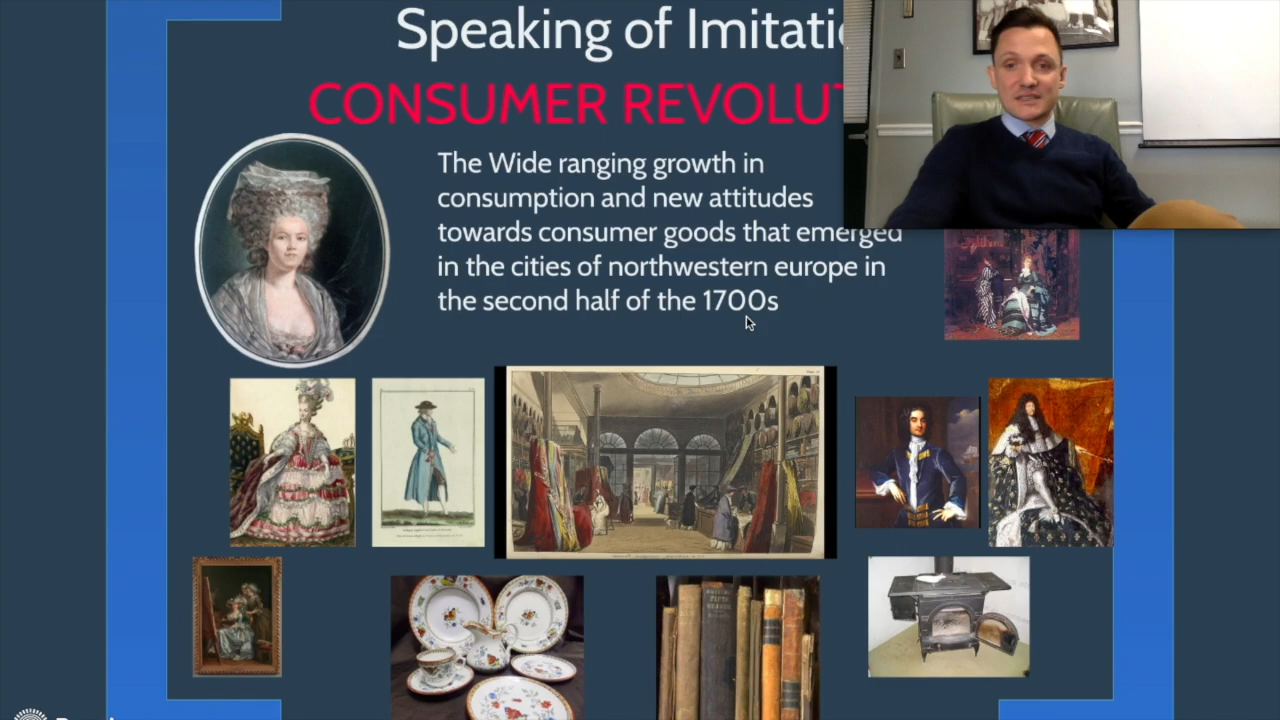 Speaking of Imitati
CONSUMER REVOLU
The Wide ranging growth in
consumption and new attitudes
towards consumer goods that emerged
in the cities of northwestern europe in
the second half of the 1700s